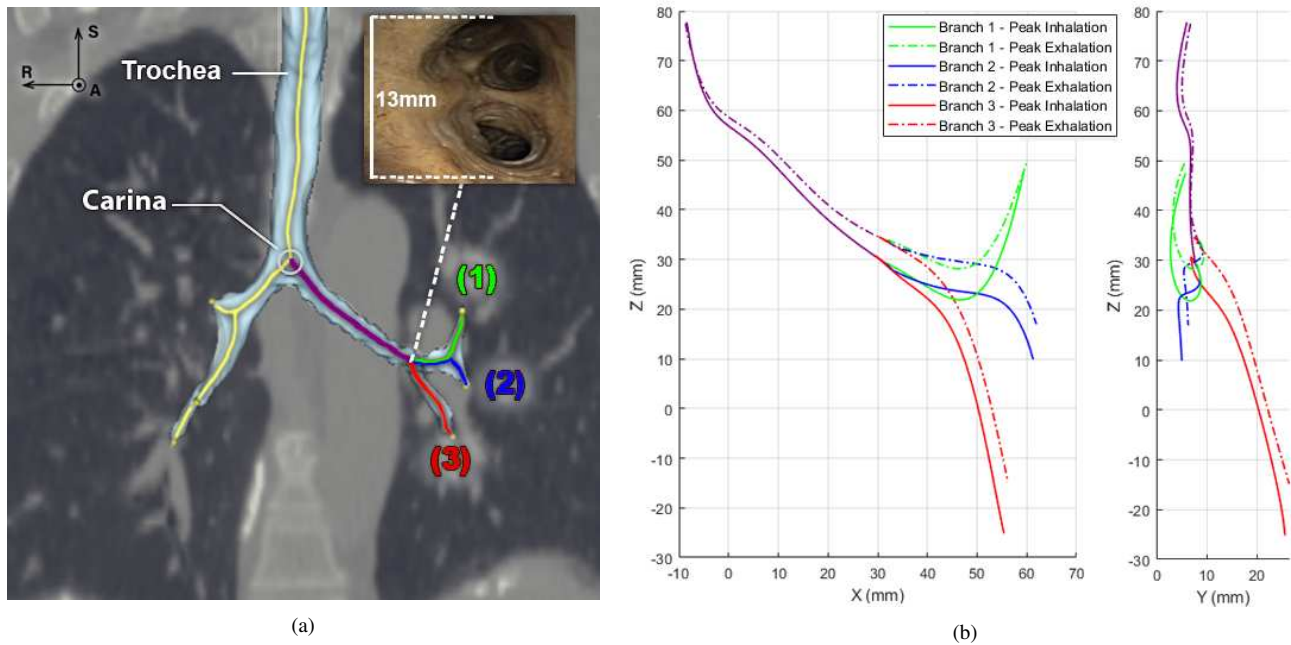 S
R
A
Trochea
13mm
Carina
(1)
(2)
(3)
(a)
80
70
60
50
40
30
20
10
0
-10
-20
-30
Z (mm)
-10 0 10 20 30 40 50 60 70
X (mm)
Branch 1 - Peak Inhalation
Branch 1 - Peak Exhalation
Branch 2 - Peak Inhalation
Branch 2 - Peak Exhalation
Branch 3 - Peak Inhalation
Branch 3 - Peak Exhalation
80
70
60
50
40
30
20
10
0
-10
-20
-30
Z (mm)
0 10 20
Y (mm)
(b)